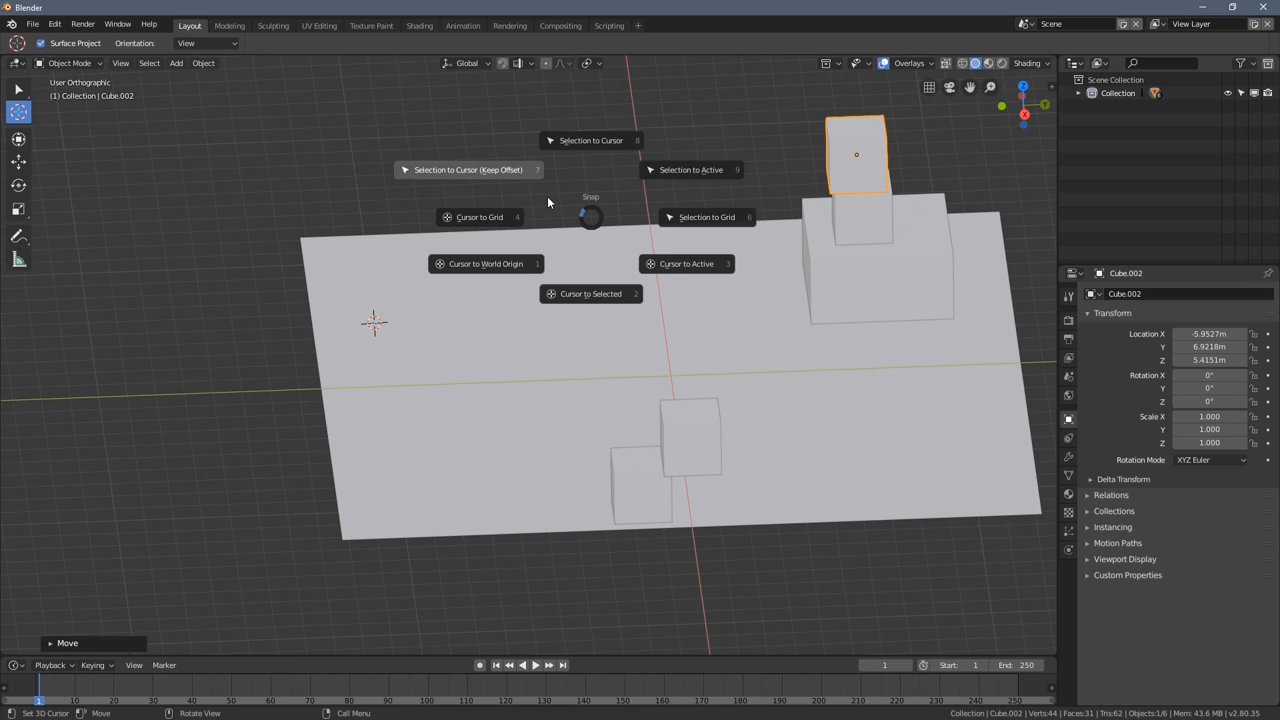 Blender
File Edit Render Window Help
Layout Modeling Sculpting UV Editing Texture Paint Shading Animation Rendering Compositing Scripting +
Scene
View Layer
Surface Project Orientation: View
Object Mode View Select Add Object
Global
Overlays
Shading
User Orthographic
(1) Collection | Cube.002
Z
Y
X
Selection to Cursor 8
Selection to Cursor (Keep Offset) 7
Selection to Active 9
Snap
Cursor to Grid 4
Selection to Grid 6
Cursor to World Origin 1
Cursor to Active 3
Cursor to Selected 2
Move
Scene Collection
Collection
Cube.002
Cube.002
Transform
Location X -5.9527m
Y 6.9218m
Z 5.4151m
Rotation X 0°
Y 0°
Z 0°
Scale X 1.000
Y 1.000
Z 1.000
Rotation Mode XYZ Euler
Delta Transform
Relations
Collections
Instancing
Motion Paths
Viewport Display
Custom Properties
Playback Keying View Marker
1
Start: 1 End: 250
1 10 20 30 40 50 60 70 80 90 100 110 120 130 140 150 160 170 180 190 200 210 220 230 240 250
Set 3D Cursor Move Rotate View Call Menu
Collection | Cube.002 | Verts:44 | Faces:31 | Tris:62 | Objects:1/6 | Mem: 43.6 MB | v2.80.35